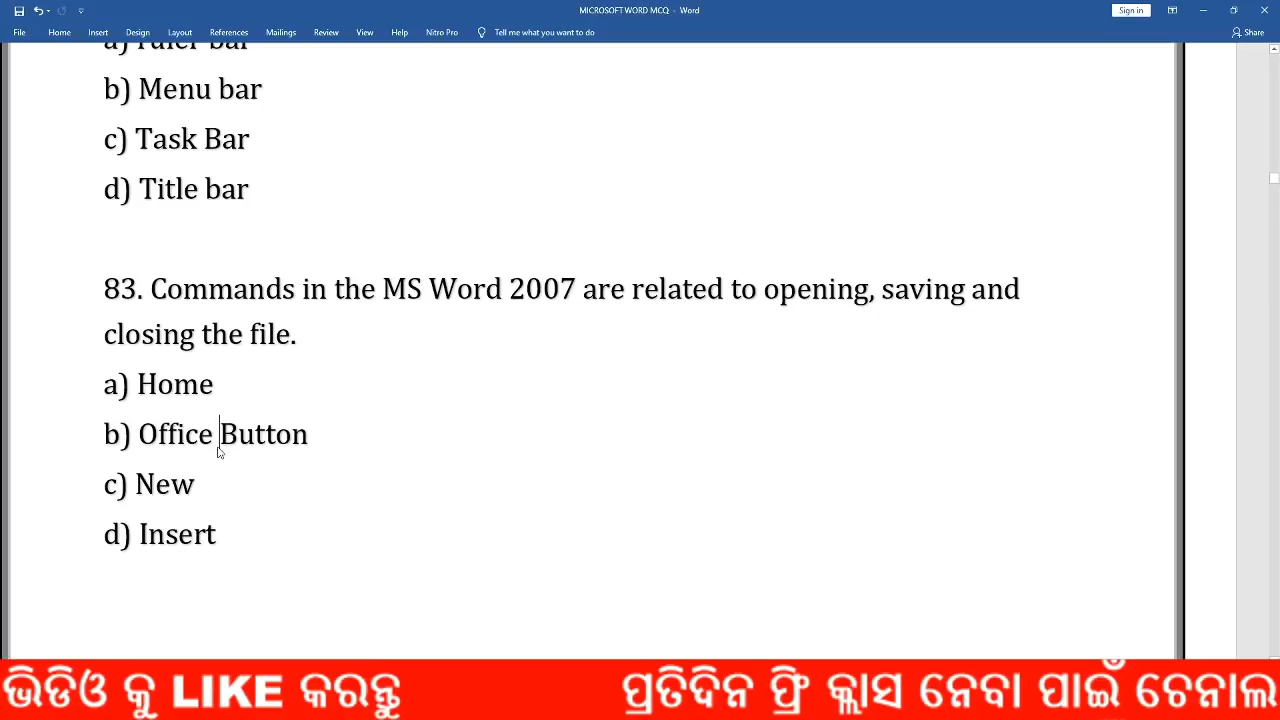 MICROSOFT WORD MCQ - Word
Sign in
File Home Insert Design Layout References Mailings Review View Help Nitro Pro Tell me what you want to do Share
a) ruler bar
b) Menu bar
c) Task Bar
d) Title bar
83. Commands in the MS Word 2007 are related to opening, saving and
closing the file.
a) Home
b) Office Button
c) New
d) Insert
ଭିଡିଓ କୁ LIKE କରନ୍ତୁ ପ୍ରତିଦିନ ଫ୍ରି କ୍ଲାସ ନେବା ପାଇଁ ଚେନାଲ